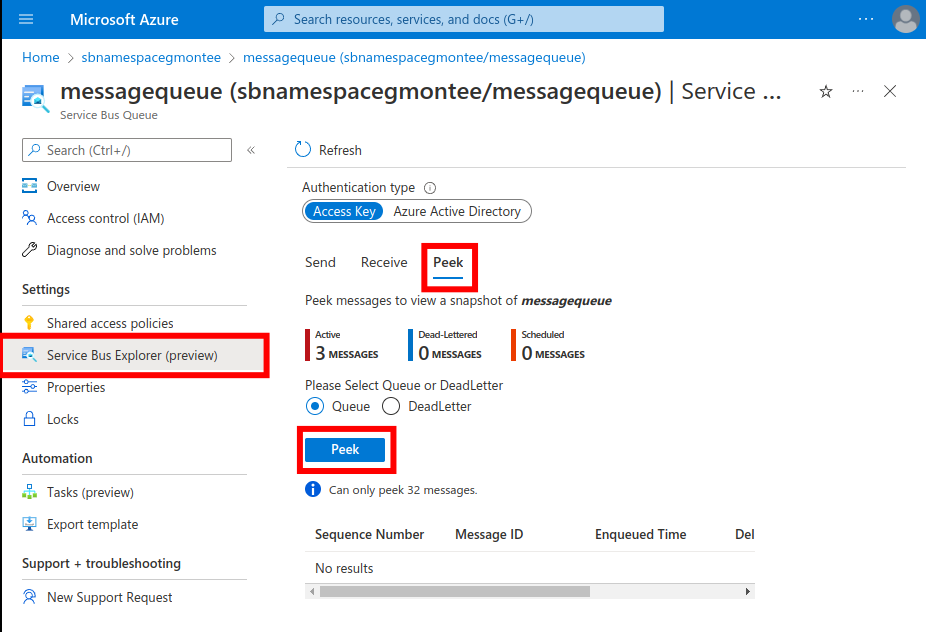 Microsoft Azure
Search resources, services, and docs (G+/)
Home > sbnamespacegmontee > messagequeue (sbnamespacegmontee/messagequeue)
messagequeue (sbnamespacegmontee/messagequeue) | Service ...
Service Bus Queue
Search (Ctrl+/)
Overview
Access control (IAM)
Diagnose and solve problems
Settings
Shared access policies
Service Bus Explorer (preview)
Properties
Locks
Automation
Tasks (preview)
Export template
Support + troubleshooting
New Support Request
Refresh
Authentication type
Access Key Azure Active Directory
Send Receive Peek
Peek messages to view a snapshot of messagequeue
Active Dead-Lettered Scheduled
3 MESSAGES 0 MESSAGES 0 MESSAGES
Please Select Queue or DeadLetter
Queue DeadLetter
Peek
Can only peek 32 messages.
Sequence Number Message ID Enqueued Time Del
No results